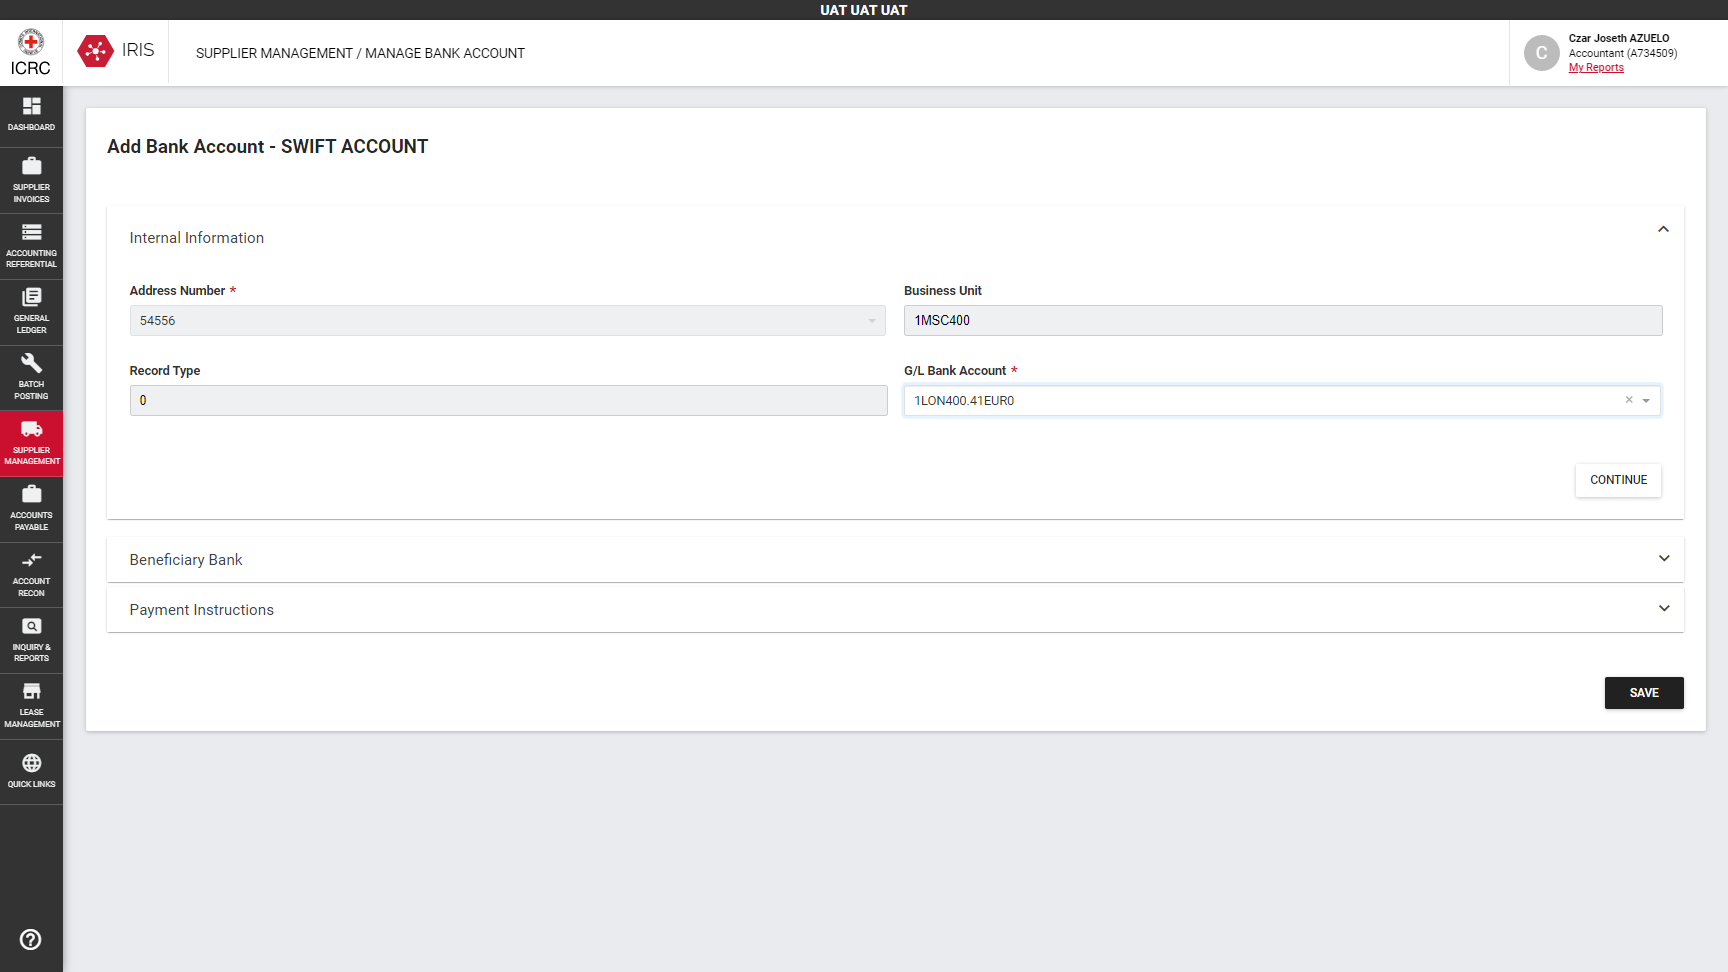 UAT UAT UAT
ICRC
IRIS
SUPPLIER MANAGEMENT / MANAGE BANK ACCOUNT
C
Czar Joseth AZUELO
Accountant (A734509)
My Reports
DASHBOARD
SUPPLIER
INVOICES
ACCOUNTING
REFERENTIAL
GENERAL
LEDGER
BATCH
POSTING
SUPPLIER
MANAGEMENT
ACCOUNTS
PAYABLE
ACCOUNT
RECON
INQUIRY &
REPORTS
LEASE
MANAGEMENT
QUICK LINKS
Add Bank Account - SWIFT ACCOUNT
Internal Information
Address Number *
54556
Business Unit
1MSC400
Record Type
0
G/L Bank Account *
1LON400.41EUR0
CONTINUE
Beneficiary Bank
Payment Instructions
SAVE